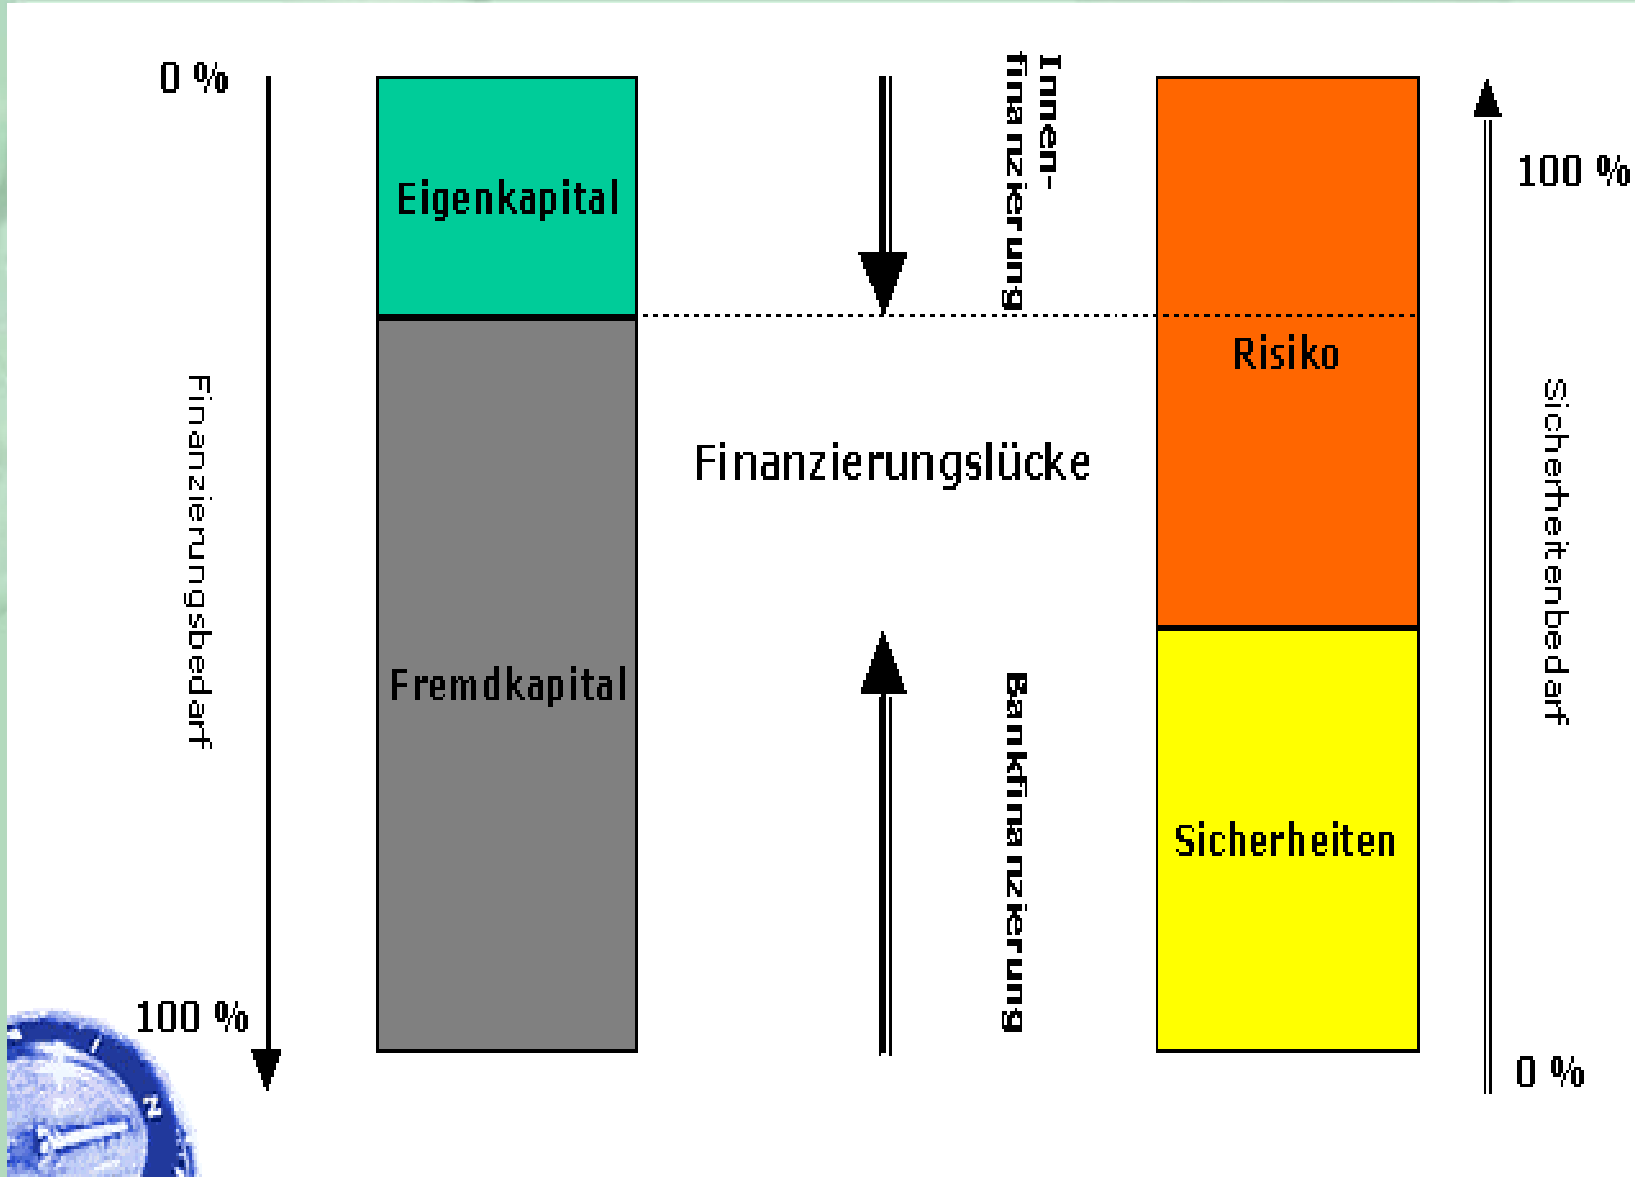 0 %
Innen-
finanzierung
100 %
Eigenkapital
Risiko
Finanzierungsbedarf
Sicherheitenbedarf
Finanzierungslücke
Fremdkapital
Bankfinanzierung
Sicherheiten
100 %
0 %
N